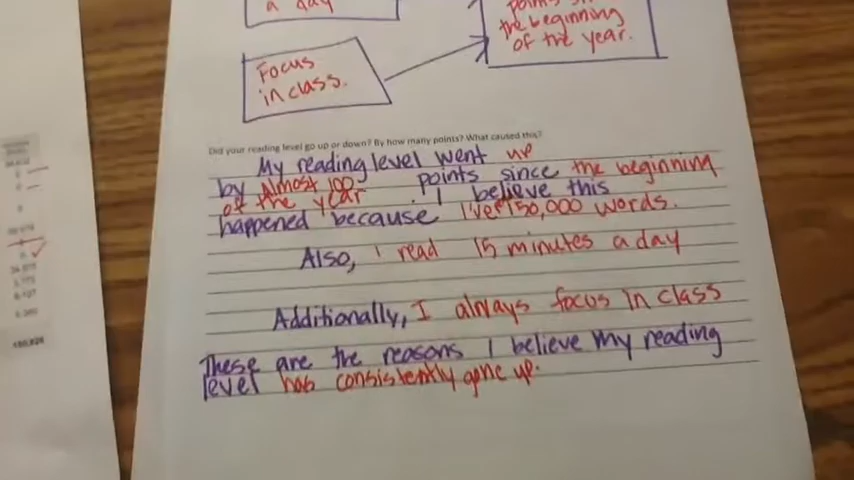 a day
the beginning
of the year.
Focus
in class.
Did your reading level go up or down? By how many points? What caused this?
My reading level went up
by Almost 100 points since the beginning
of the year. I believe this
happened because I've 150,000 words.
Also, I read 15 minutes a day
Additionally, I always focus in class
These are the reasons I believe my reading
level has consistently gone up.